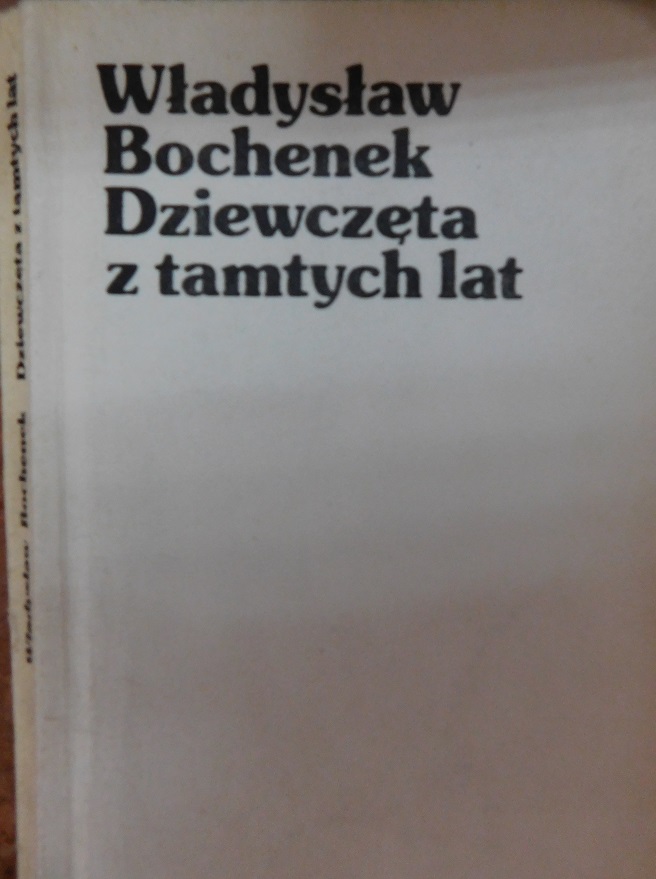 Władysław
Bochenek
Dziewczęta
z tamtych lat
Władysław Bochenek Dziewczęta z tamtych lat